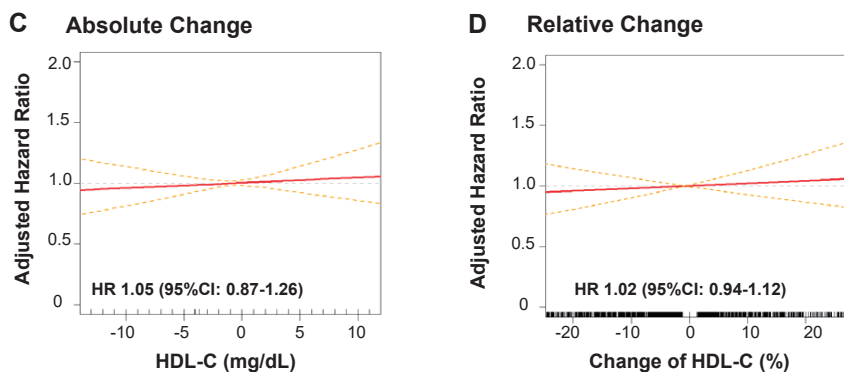 C Absolute Change
Adjusted Hazard Ratio
2.0
1.5
1.0
0.5
0
HR 1.05 (95%CI: 0.87-1.26)
-10 -5 0 5 10
HDL-C (mg/dL)
D Relative Change
Adjusted Hazard Ratio
2.0
1.5
1.0
0.5
0
HR 1.02 (95%CI: 0.94-1.12)
-20 -10 0 10 20
Change of HDL-C (%)